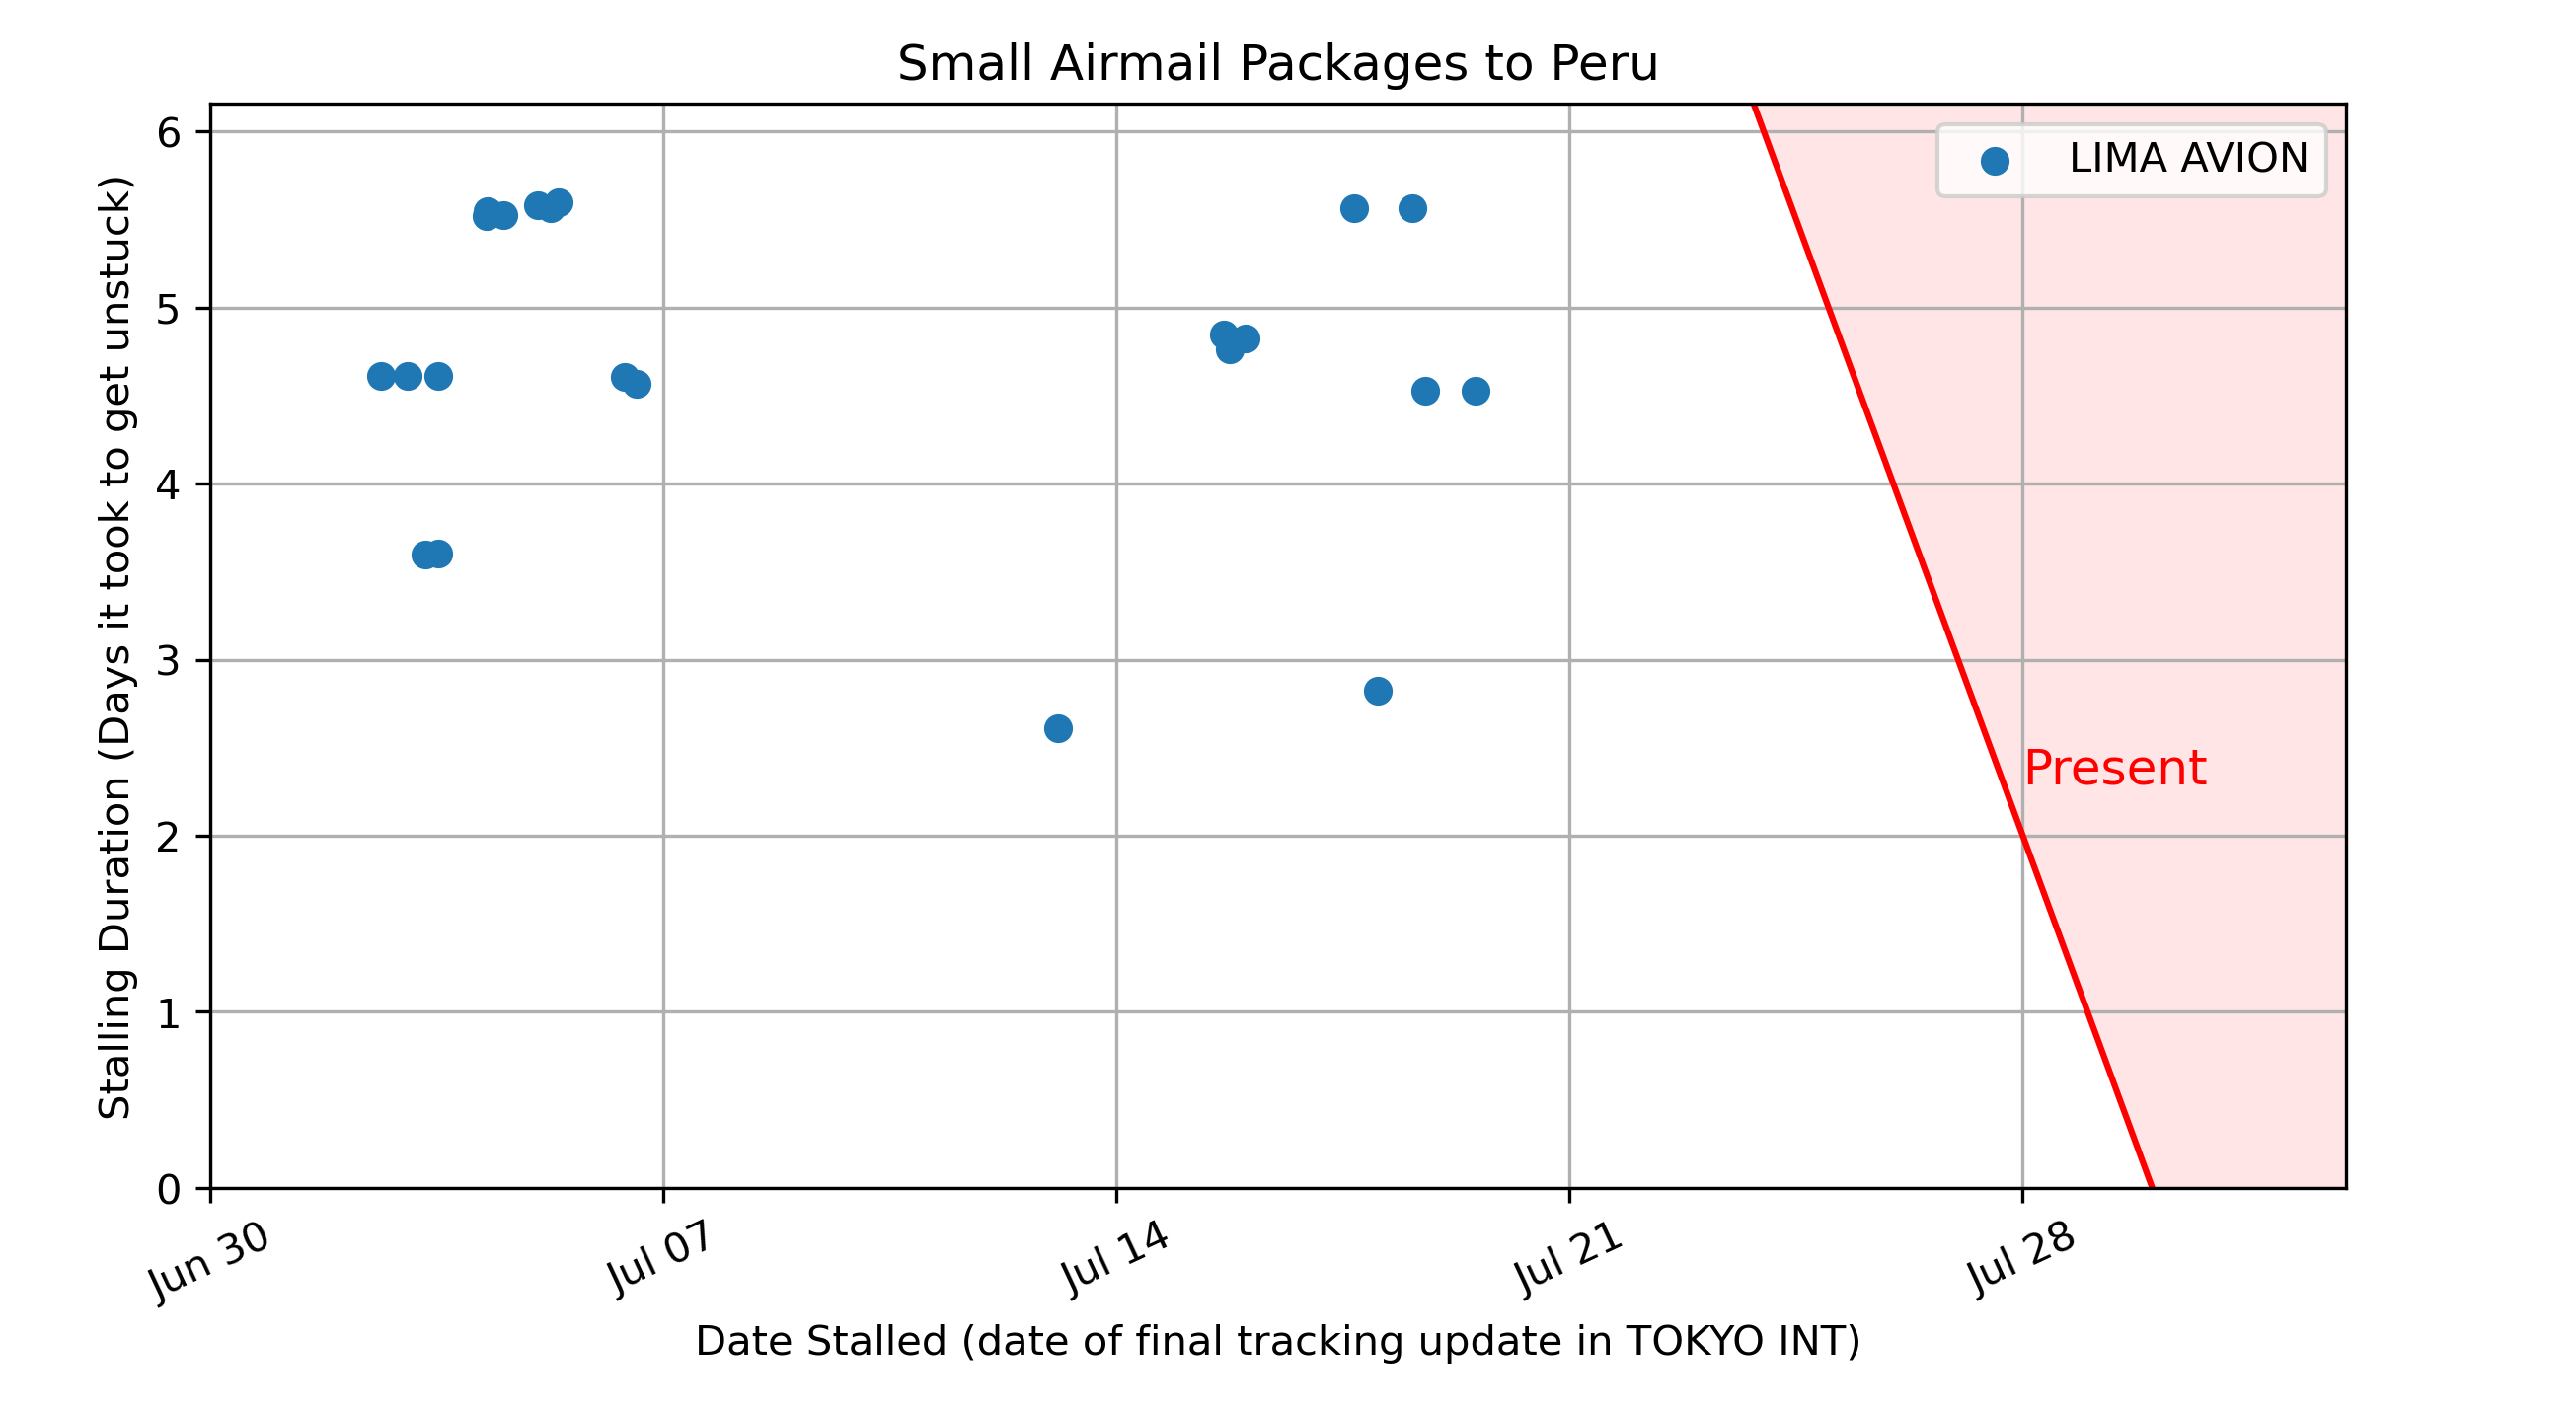 Small Airmail Packages to Peru
LIMA AVION
Stalling Duration (Days it took to get unstuck)
6
5
4
3
2
1
0
Present
Jun 30
Jul 07
Jul 14
Jul 21
Jul 28
Date Stalled (date of final tracking update in TOKYO INT)